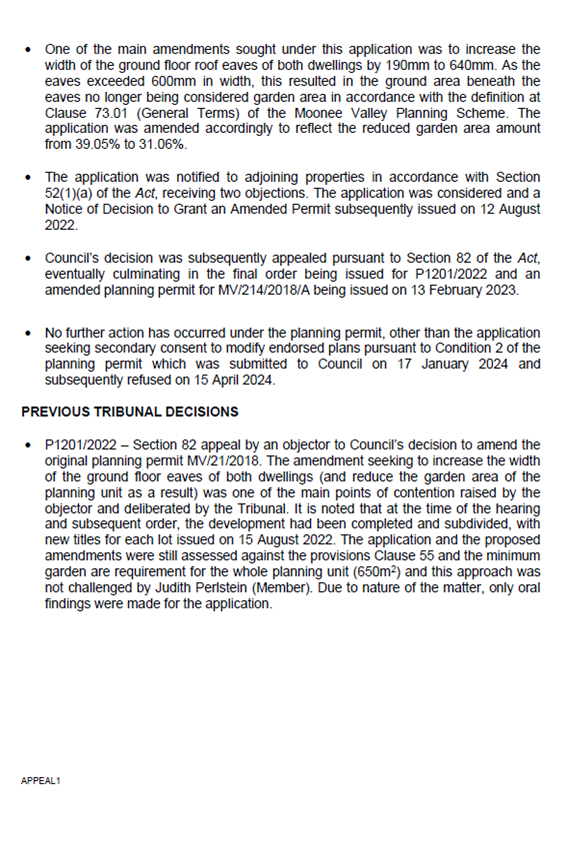 • One of the main amendments sought under this application was to increase the
width of the ground floor roof eaves of both dwellings by 190mm to 640mm. As the
eaves exceeded 600mm in width, this resulted in the ground area beneath the
eaves no longer being considered garden area in accordance with the definition at
Clause 73.01 (General Terms) of the Moonee Valley Planning Scheme. The
application was amended accordingly to reflect the reduced garden area amount
from 39.05% to 31.06%.
• The application was notified to adjoining properties in accordance with Section
52(1)(a) of the Act, receiving two objections. The application was considered and a
Notice of Decision to Grant an Amended Permit subsequently issued on 12 August
2022.
• Council's decision was subsequently appealed pursuant to Section 82 of the Act,
eventually culminating in the final order being issued for P1201/2022 and an
amended planning permit for MV/214/2018/A being issued on 13 February 2023.
• No further action has occurred under the planning permit, other than the application
seeking secondary consent to modify endorsed plans pursuant to Condition 2 of the
planning permit which was submitted to Council on 17 January 2024 and
subsequently refused on 15 April 2024.
PREVIOUS TRIBUNAL DECISIONS
• P1201/2022 – Section 82 appeal by an objector to Council's decision to amend the
original planning permit MV/21/2018. The amendment seeking to increase the width
of the ground floor eaves of both dwellings (and reduce the garden area of the
planning unit as a result) was one of the main points of contention raised by the
objector and deliberated by the Tribunal. It is noted that at the time of the hearing
and subsequent order, the development had been completed and subdivided, with
new titles for each lot issued on 15 August 2022. The application and the proposed
amendments were still assessed against the provisions Clause 55 and the minimum
garden are requirement for the whole planning unit (650m²) and this approach was
not challenged by Judith Perlstein (Member). Due to nature of the matter, only oral
findings were made for the application.
APPEAL1